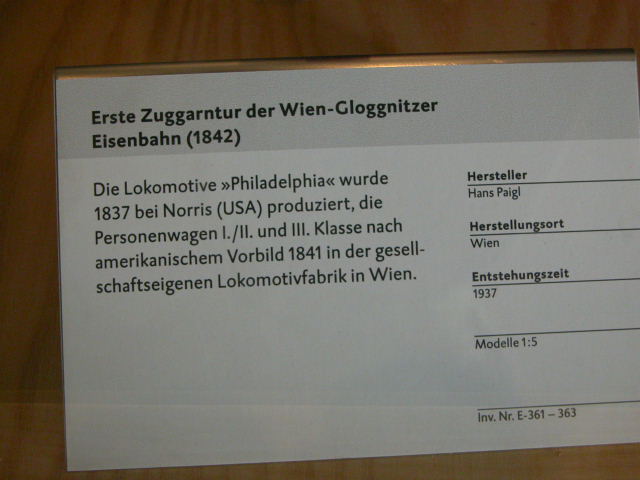 Erste Zuggarntur der Wien-Gloggnitzer
Eisenbahn (1842)
Die Lokomotive »Philadelphia« wurde
1837 bei Norris (USA) produziert, die
Personenwagen I./II. und III. Klasse nach
amerikanischem Vorbild 1841 in der gesell-
schaftseigenen Lokomotivfabrik in Wien.
Hersteller
Hans Paigl
Herstellungsort
Wien
Entstehungszeit
1937
Modelle 1:5
Inv. Nr. E-361 – 363